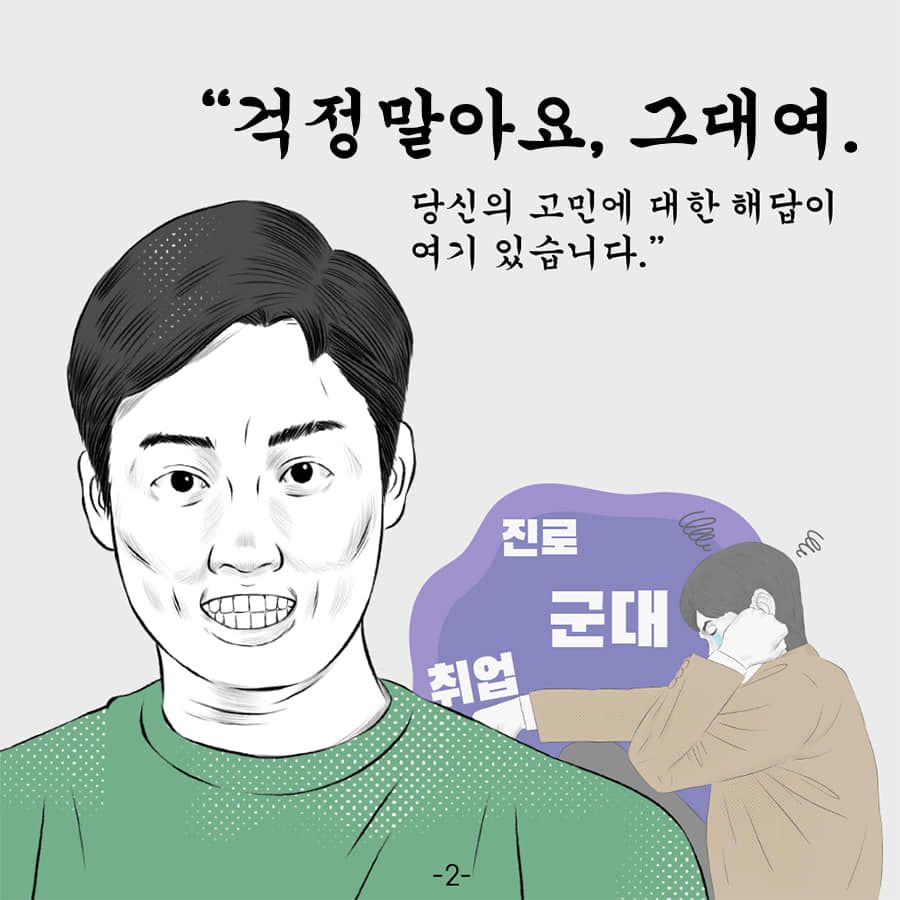 “걱정말아요, 그대여.
당신의 고민에 대한 해답이
여기 있습니다.”
진로
군대
취업
-2-